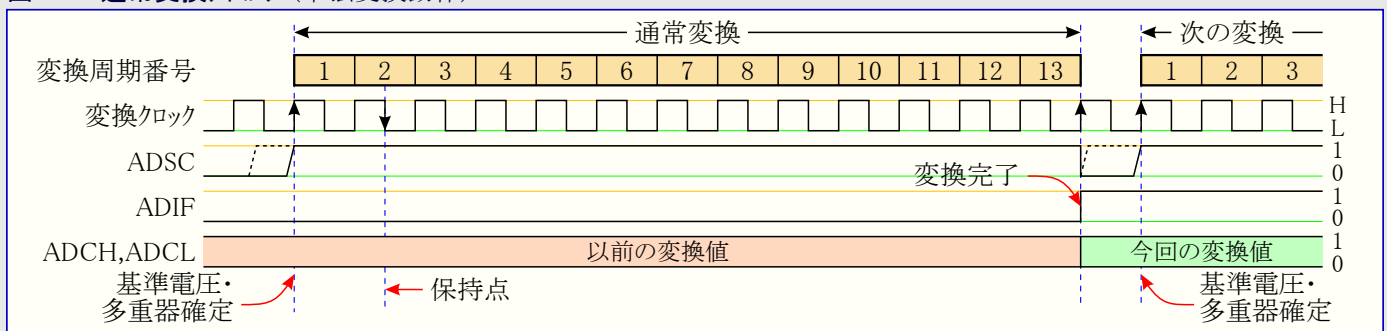 通常変換 次の変換
変換周期番号 1 2 3 4 5 6 7 8 9 10 11 12 13 1 2 3
変換クロック H L
ADSC 1 0
変換完了
ADIF 1 0
ADCH,ADCL 以前の変換値 今回の変換値 1 0
基準電圧・
多重器確定
保持点
基準電圧・
多重器確定